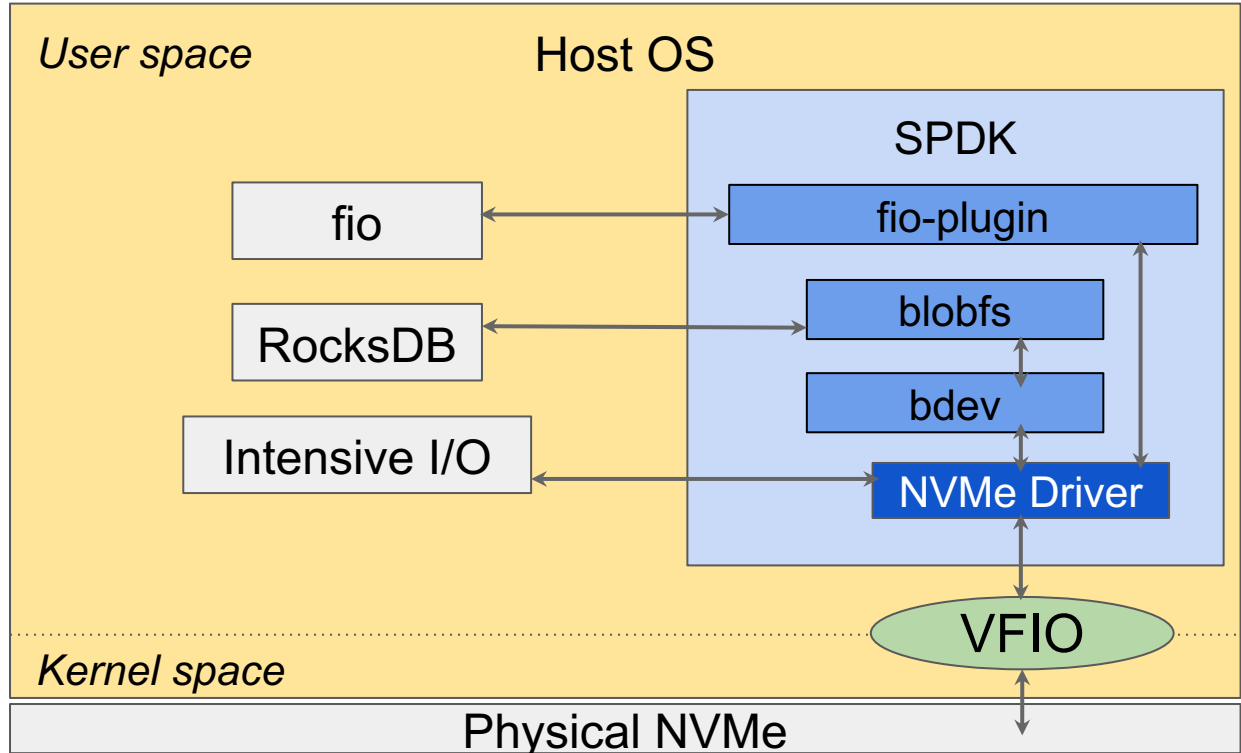 User space
Host OS
SPDK
fio
fio-plugin
RocksDB
blobfs
bdev
Intensive I/O
NVMe Driver
VFIO
Kernel space
Physical NVMe